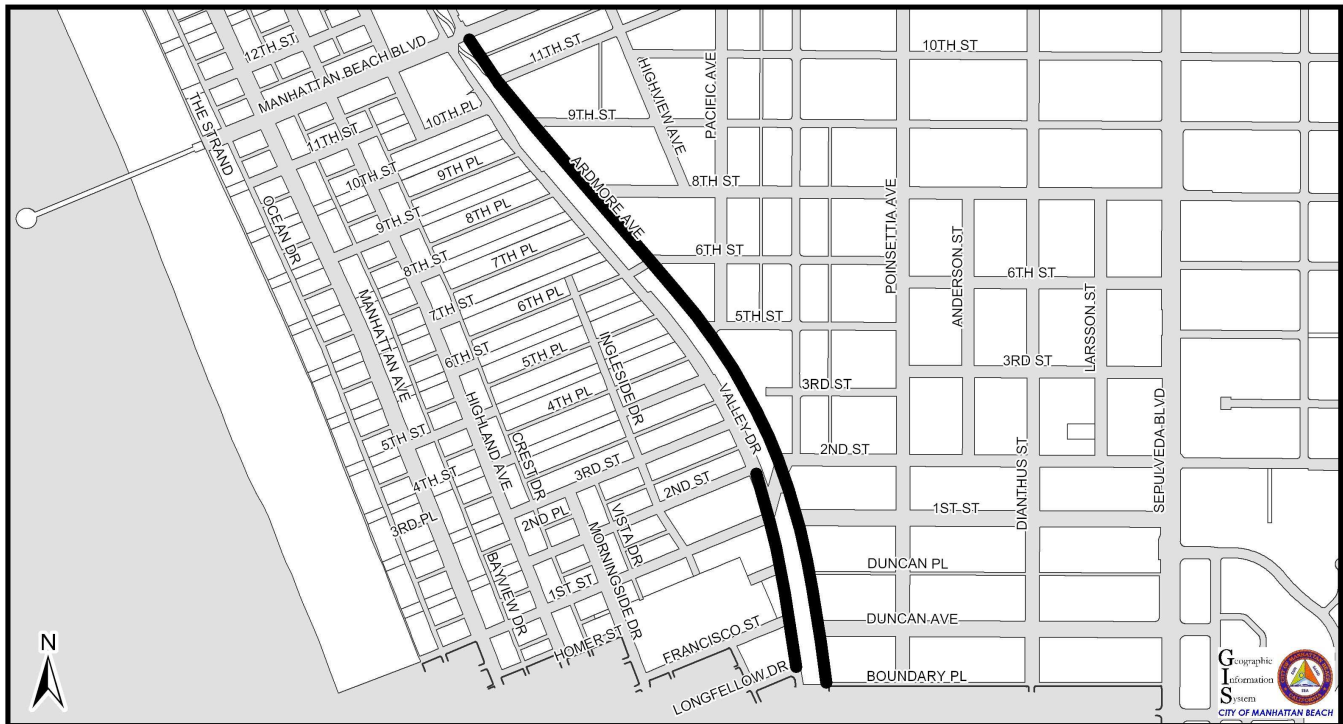 12TH ST
MANHATTAN BEACH BLVD
11TH ST
HIGHVIEW AVE
PACIFIC AVE
10TH ST
THE STRAND
11TH ST
10TH PL
9TH ST
10TH ST
9TH PL
ARDMORE AVE
8TH ST
OCEAN DR
9TH ST
8TH PL
POINSETTIA AVE
ANDERSON ST
8TH ST
7TH PL
6TH ST
6TH ST
MANHATTAN AVE
7TH ST
6TH PL
5TH ST
LARSSON ST
6TH ST
5TH PL
INGLESIDE DR
3RD ST
4TH PL
VALLEY DR
3RD ST
SEPULVEDA BLVD
5TH ST
HIGHLAND AVE
CREST DR
3RD ST
2ND ST
4TH ST
2ND ST
DIANTHUS ST
3RD PL
2ND PL
VISTA DR
1ST ST
BAYVIEW DR
1ST ST
MORNINGSIDE DR
DUNCAN PL
HOMER ST
FRANCISCO ST
DUNCAN AVE
LONGFELLOW DR
BOUNDARY PL
N
Geographic
Information
System
CITY OF MANHATTAN BEACH